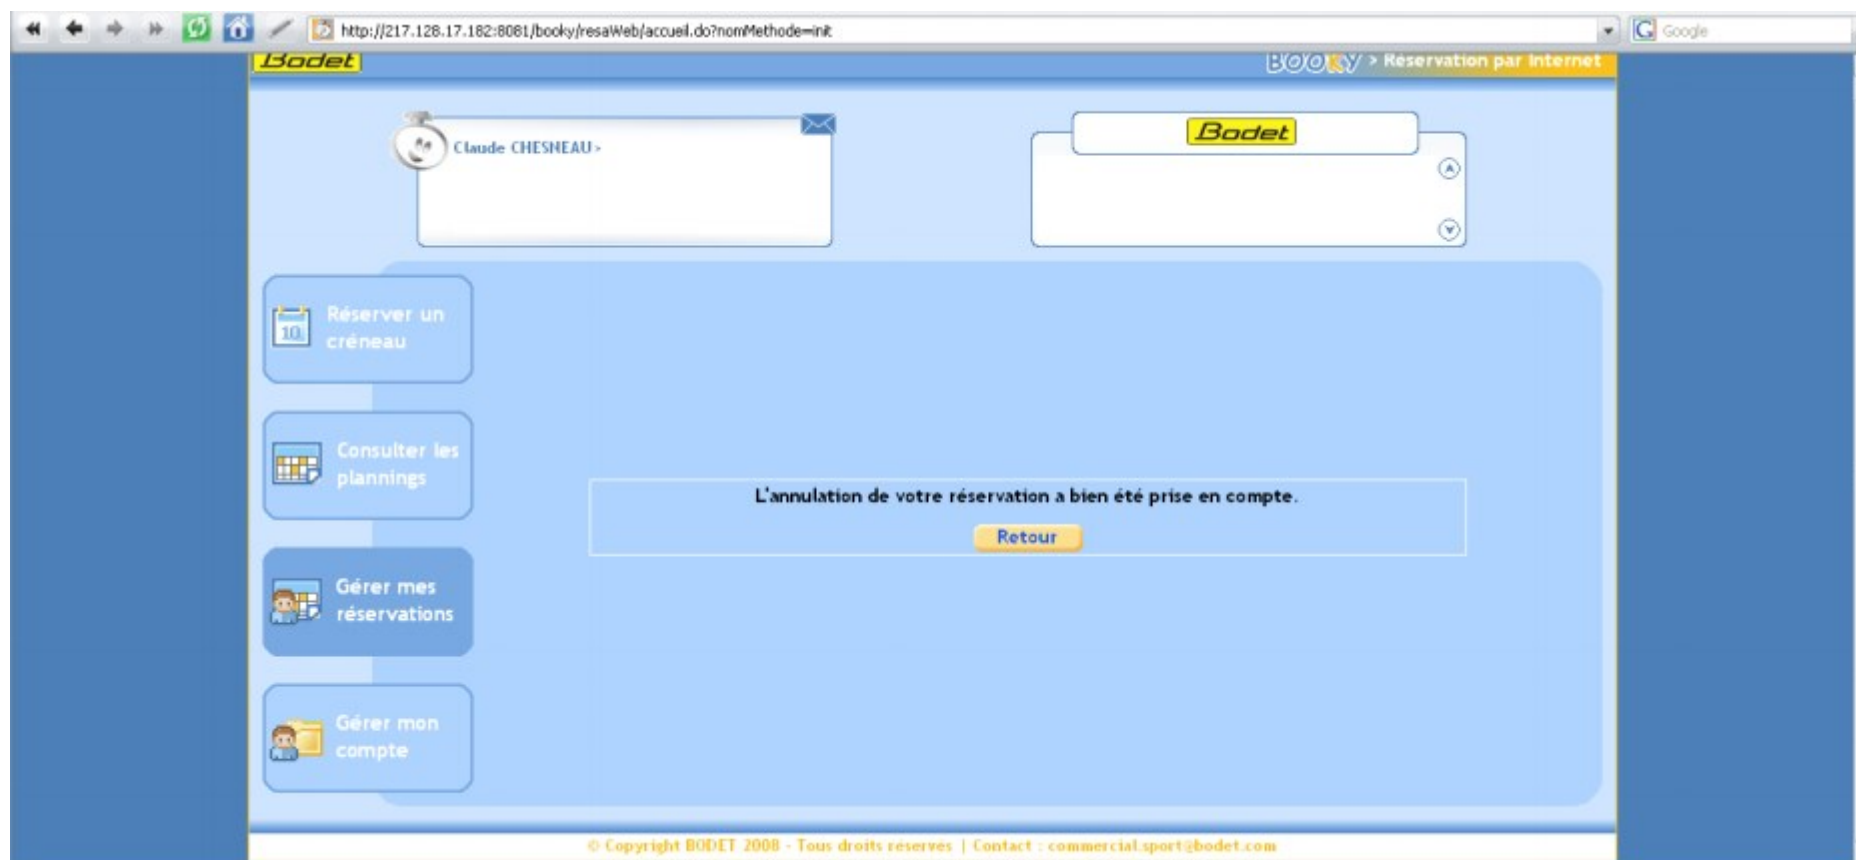 http://217.128.17.182:8081/booky/resaWeb/accueil.do?nomMethode=init
Google
Bodet
BOOKY > Réservation par Internet
Claude CHESNEAU >
Bodet
Réserver un
créneau
10
Consulter les
plannings
L'annulation de votre réservation a bien été prise en compte.
Retour
Gérer mes
réservations
Gérer mon
compte
© Copyright BODET 2008 - Tous droits réservés | Contact : commercial.sport@bodet.com